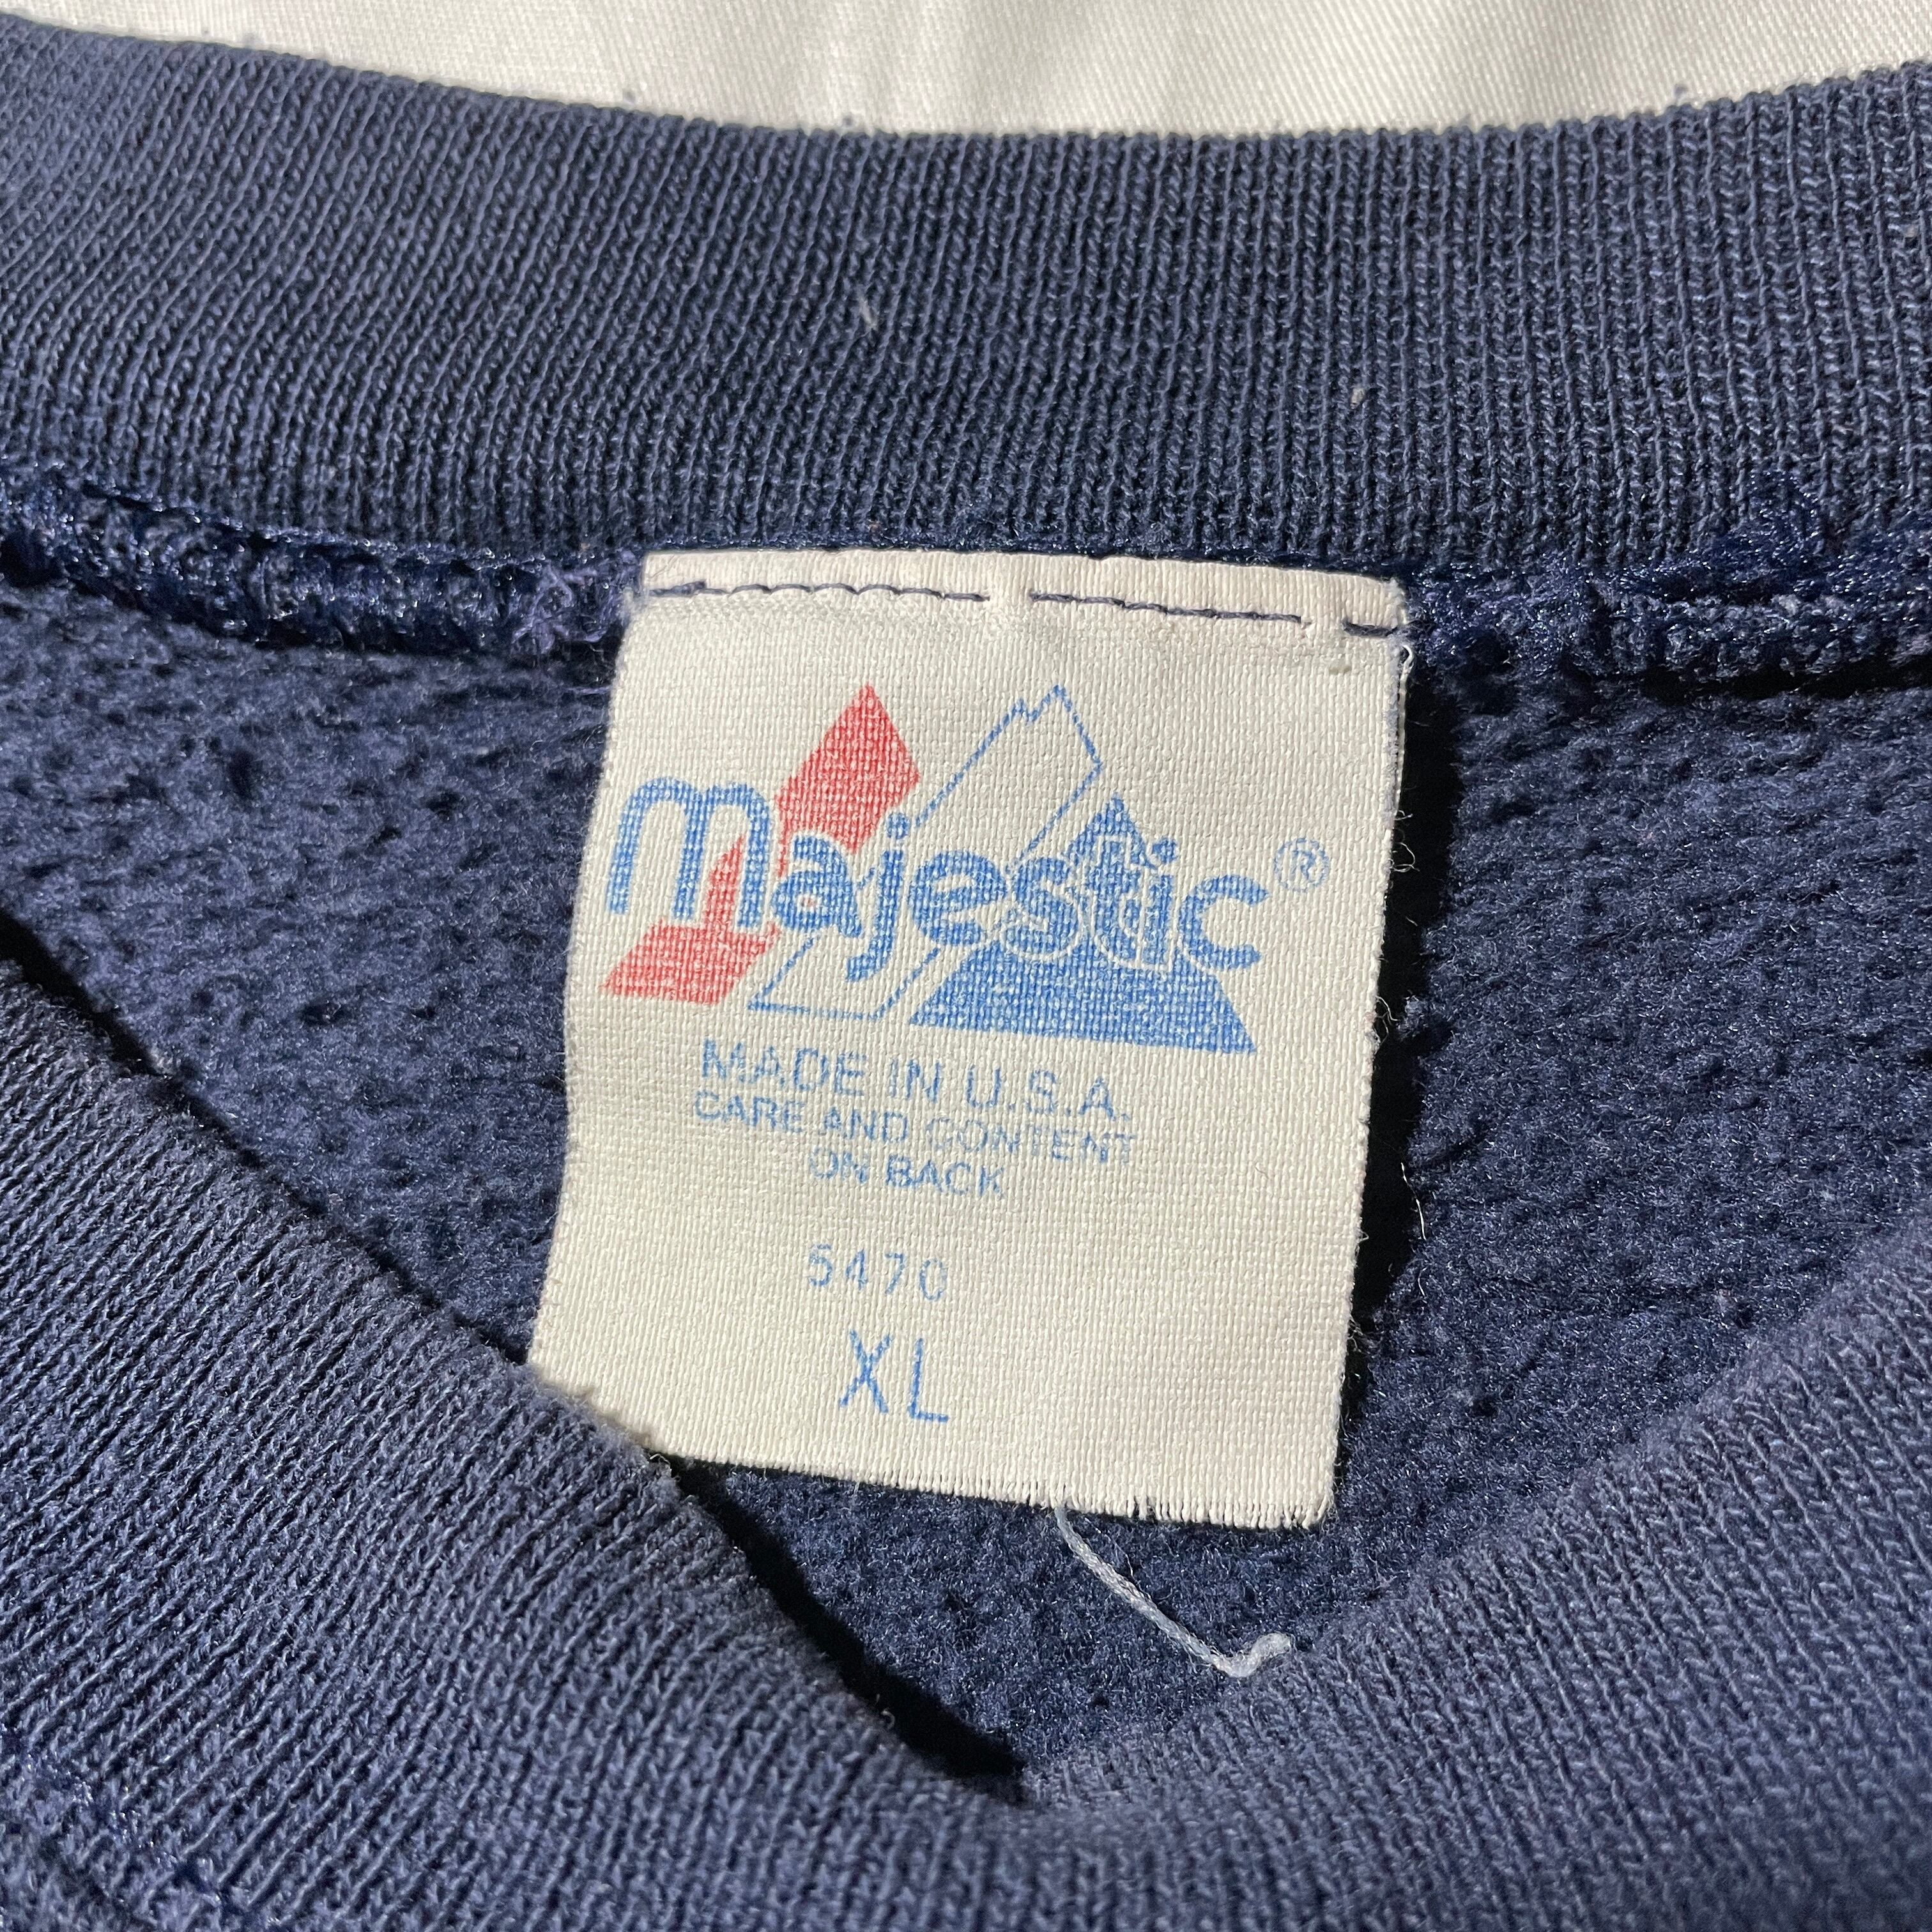 majestic ®
MADE IN U.S.A.
CARE AND CONTENT
ON BACK
5470
XL